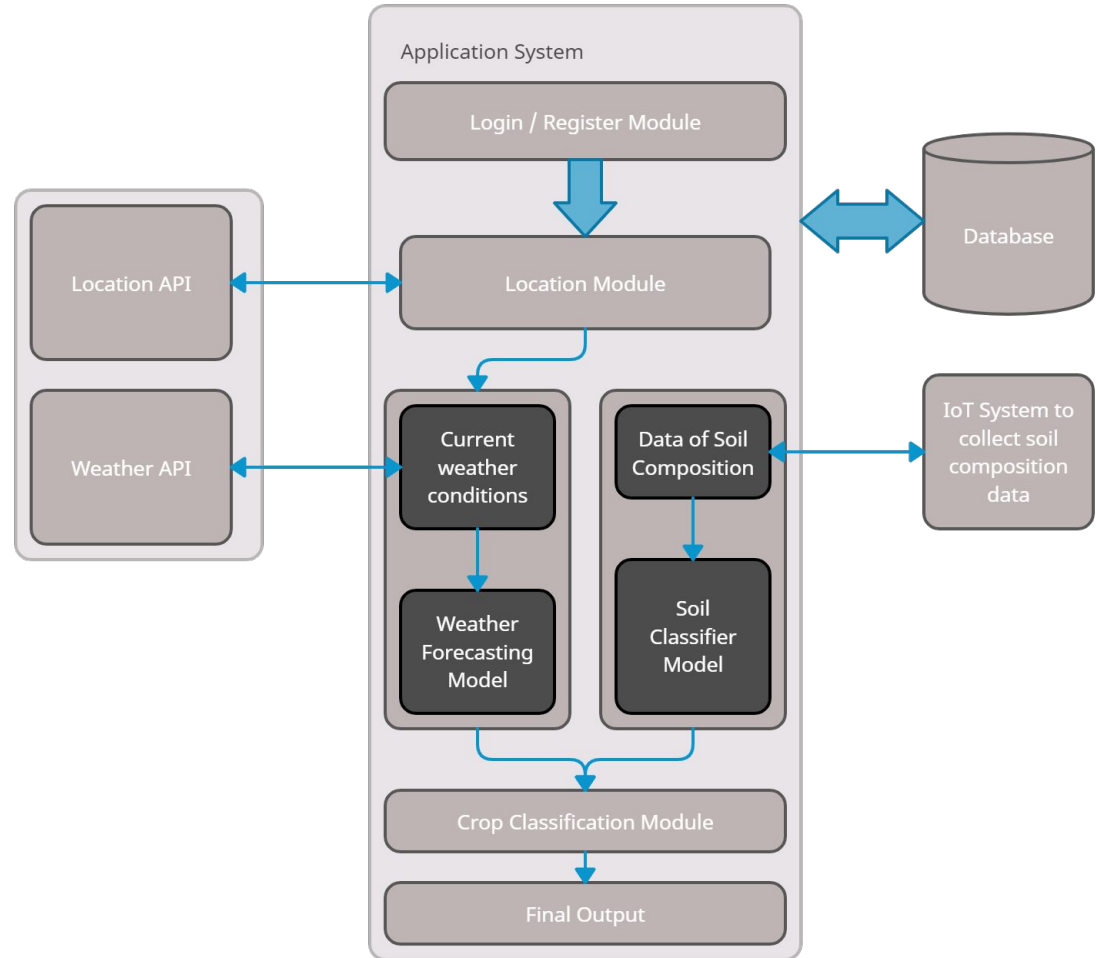 Application System
Login / Register Module
Location API
Location Module
Database
Weather API
Current
weather
conditions
Data of Soil
Composition
IoT System to
collect soil
composition
data
Weather
Forecasting
Model
Soil
Classifier
Model
Crop Classification Module
Final Output